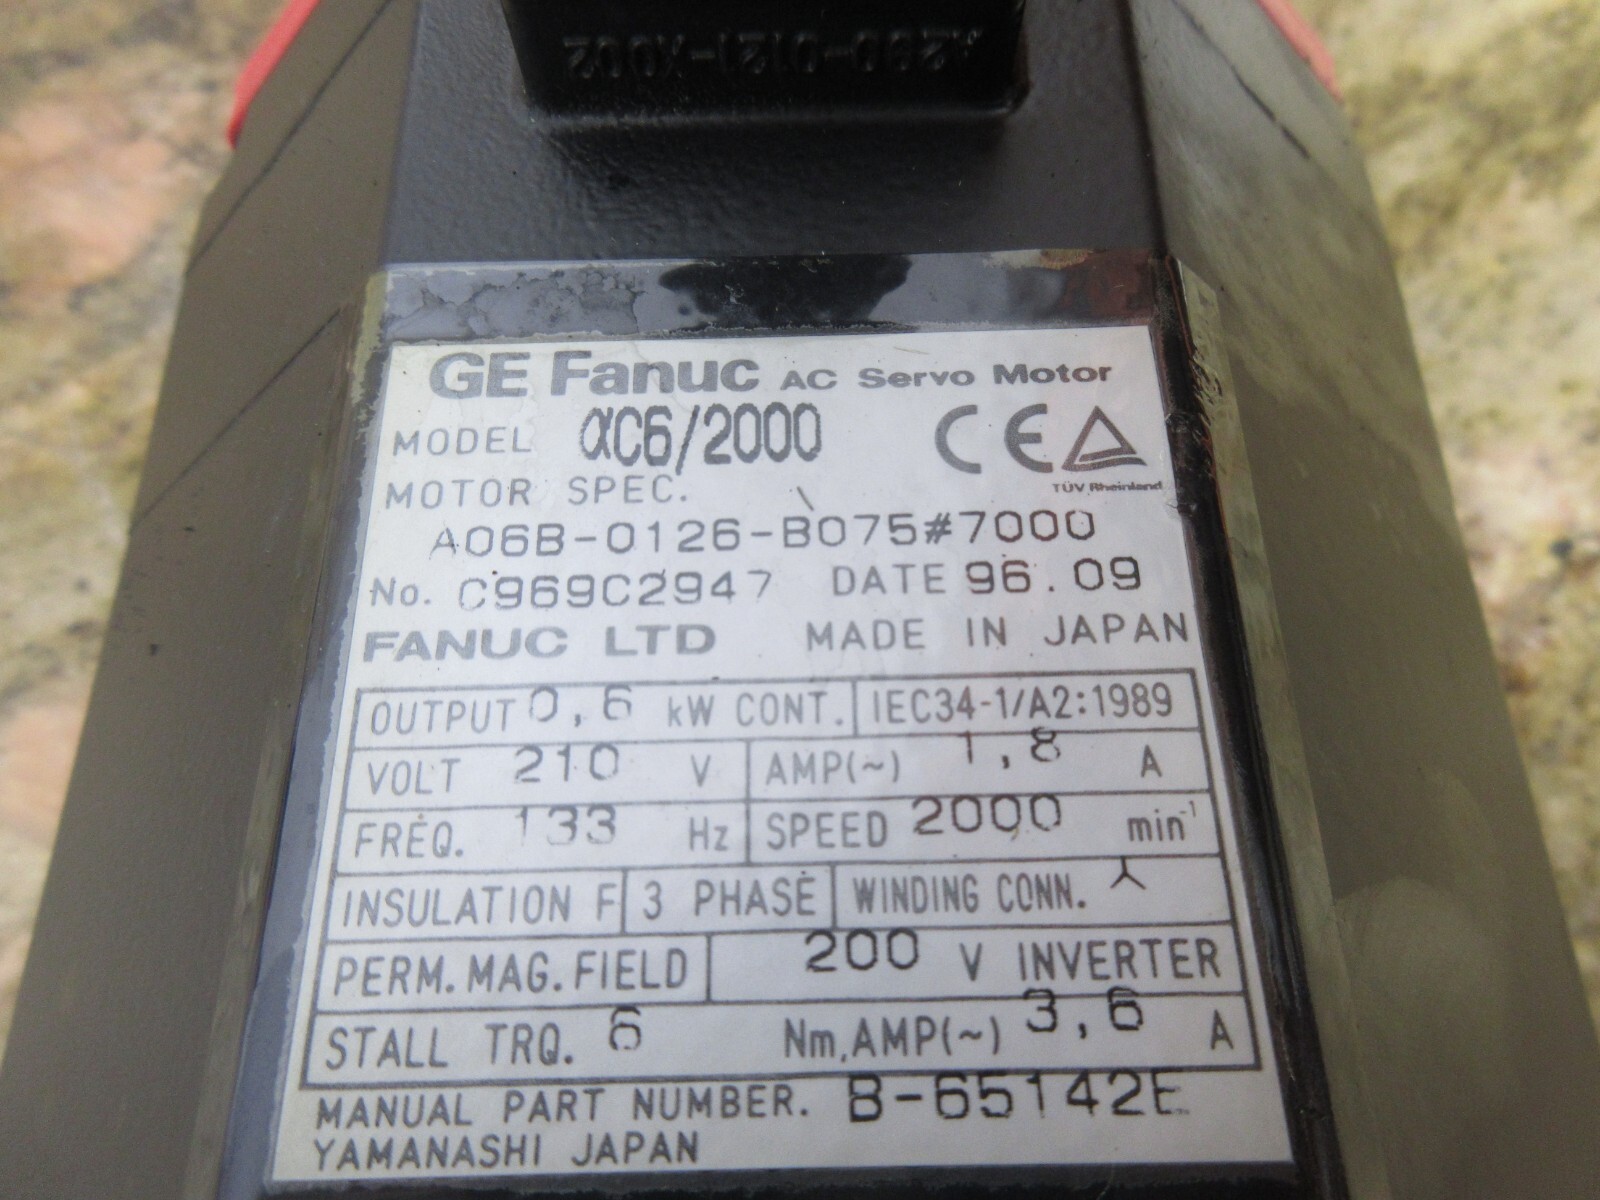 A290-0121-X002
GE Fanuc AC Servo Motor
MODEL αC6/2000 CE
TÜV Rheinland
MOTOR SPEC.
A06B-0126-B075#7000
No. C969C2947 DATE 96.09
FANUC LTD MADE IN JAPAN
OUTPUT 0,6 kW CONT. IEC34-1/A2:1989
VOLT 210 V AMP(~) 1,8 A
FREQ. 133 Hz SPEED 2000 min⁻¹
INSULATION F 3 PHASE WINDING CONN.
PERM.MAG.FIELD 200 V INVERTER
STALL TRQ. 6 Nm,AMP(~) 3,6 A
MANUAL PART NUMBER. B-65142E
YAMANASHI JAPAN